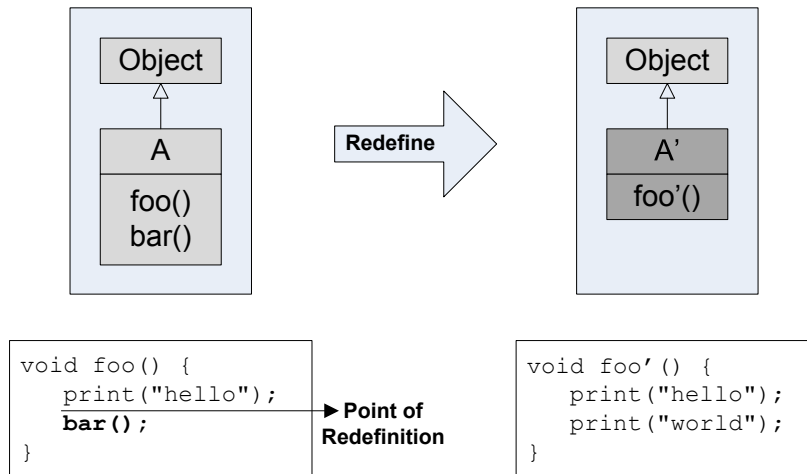 Object
A
foo()
bar()
Redefine
Object
A’
foo’()
void foo() {
print("hello");
bar();
}
Point of
Redefinition
void foo’() {
print("hello");
print("world");
}